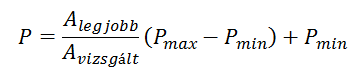 P = A_legjobb / A_vizsgált (P_max − P_min) + P_min